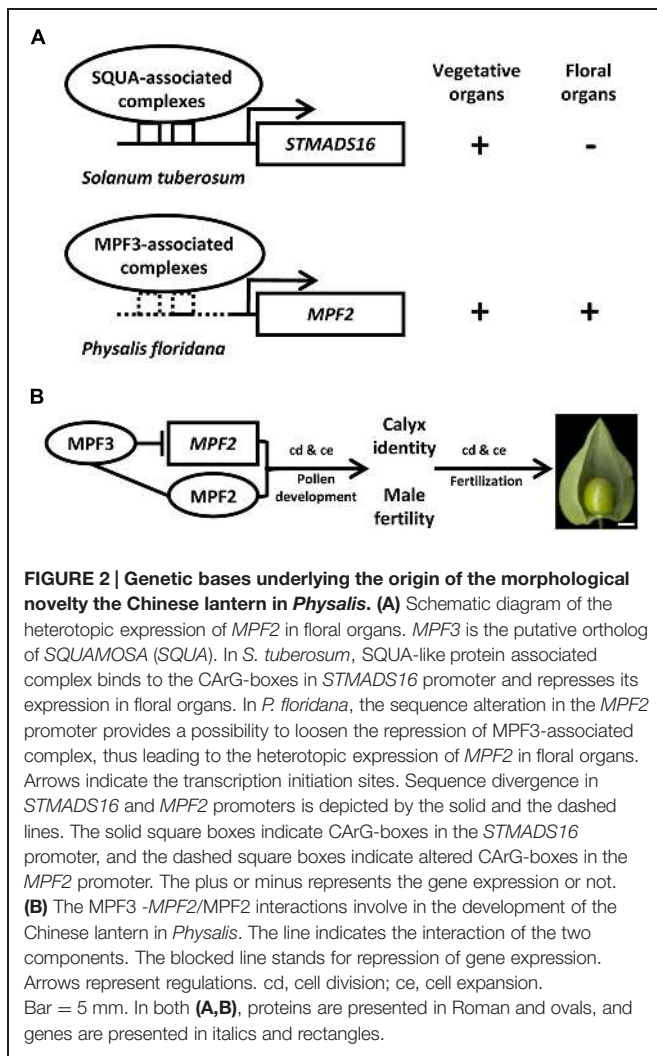 A
SQUA-associated
complexes
Vegetative
organs
Floral
organs
STMADS16
+
-
Solanum tuberosum
MPF3-associated
complexes
MPF2
+
+
Physalis floridana
B
MPF3
MPF2
MPF2
cd & ce
Pollen
development
Calyx
identity
Male
fertility
cd & ce
Fertilization
FIGURE 2 | Genetic bases underlying the origin of the morphological
novelty the Chinese lantern in Physalis. (A) Schematic diagram of the
heterotopic expression of MPF2 in floral organs. MPF3 is the putative ortholog
of SQUAMOSA (SQUA). In S. tuberosum, SQUA-like protein associated
complex binds to the CArG-boxes in STMADS16 promoter and represses its
expression in floral organs. In P. floridana, the sequence alteration in the MPF2
promoter provides a possibility to loosen the repression of MPF3-associated
complex, thus leading to the heterotopic expression of MPF2 in floral organs.
Arrows indicate the transcription initiation sites. Sequence divergence in
STMADS16 and MPF2 promoters is depicted by the solid and the dashed
lines. The solid square boxes indicate CArG-boxes in the STMADS16
promoter, and the dashed square boxes indicate altered CArG-boxes in the
MPF2 promoter. The plus or minus represents the gene expression or not.
(B) The MPF3 -MPF2/MPF2 interactions involve in the development of the
Chinese lantern in Physalis. The line indicates the interaction of the two
components. The blocked line stands for repression of gene expression.
Arrows represent regulations. cd, cell division; ce, cell expansion.
Bar = 5 mm. In both (A,B), proteins are presented in Roman and ovals, and
genes are presented in italics and rectangles.